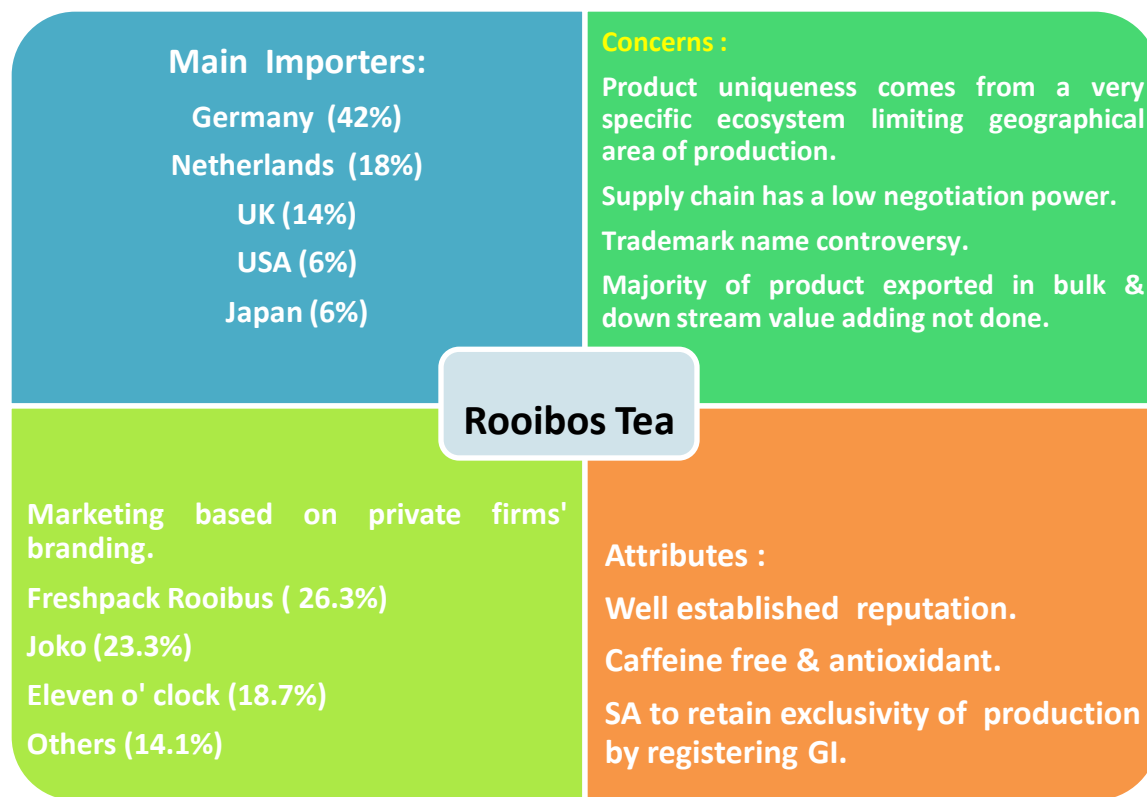 Main Importers:
Germany (42%)
Netherlands (18%)
UK (14%)
USA (6%)
Japan (6%)
Concerns :
Product uniqueness comes from a very
specific ecosystem limiting geographical
area of production.
Supply chain has a low negotiation power.
Trademark name controversy.
Majority of product exported in bulk &
down stream value adding not done.
Rooibos Tea
Marketing based on private firms'
branding.
Freshpack Rooibus ( 26.3%)
Joko (23.3%)
Eleven o' clock (18.7%)
Others (14.1%)
Attributes :
Well established reputation.
Caffeine free & antioxidant.
SA to retain exclusivity of production
by registering GI.